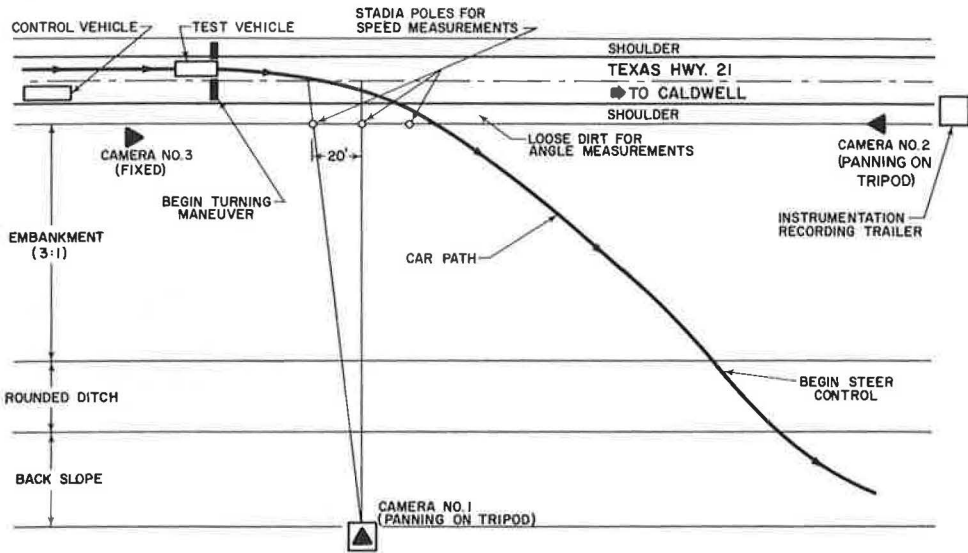 CONTROL VEHICLE
TEST VEHICLE
STADIA POLES FOR
SPEED MEASUREMENTS
SHOULDER
TEXAS HWY. 21
TO CALDWELL
SHOULDER
LOOSE DIRT FOR
ANGLE MEASUREMENTS
CAMERA NO.3
(FIXED)
20'
CAMERA NO.2
(PANNING ON
TRIPOD)
BEGIN TURNING
MANEUVER
INSTRUMENTATION
RECORDING TRAILER
EMBANKMENT
(3:1)
CAR PATH
ROUNDED DITCH
BEGIN STEER
CONTROL
BACK SLOPE
CAMERA NO.1
(PANNING ON TRIPOD)